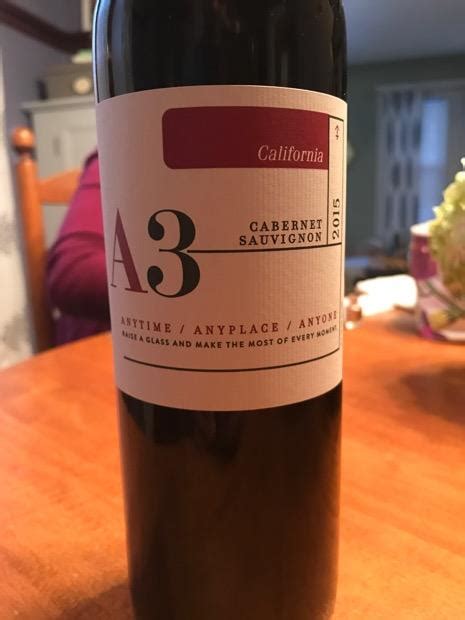 California
2015
A3
CABERNET
SAUVIGNON
ANYTIME / ANYPLACE / ANYONE
RAISE A GLASS AND MAKE THE MOST OF EVERY MOMENT